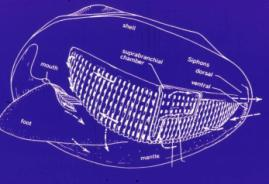 shell
suprabranchial
chamber
Siphons
dorsal
ventral
mouth
foot
mantle